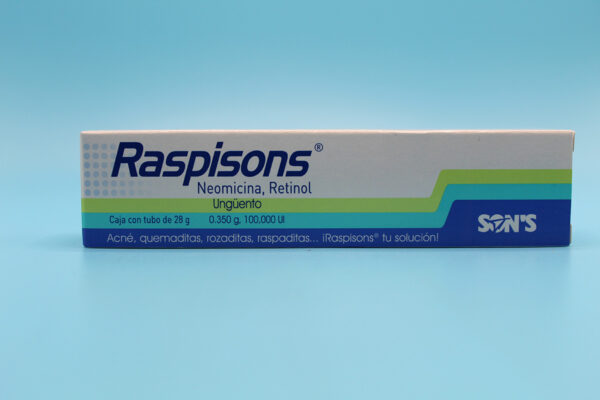 Raspisons®
Neomicina, Retinol
Ungüento
Caja con tubo de 28 g 0.350 g, 100,000 UI
SON'S
Acné, quemaditas, rozaditas, raspaditas... ¡Raspisons® tu solución!